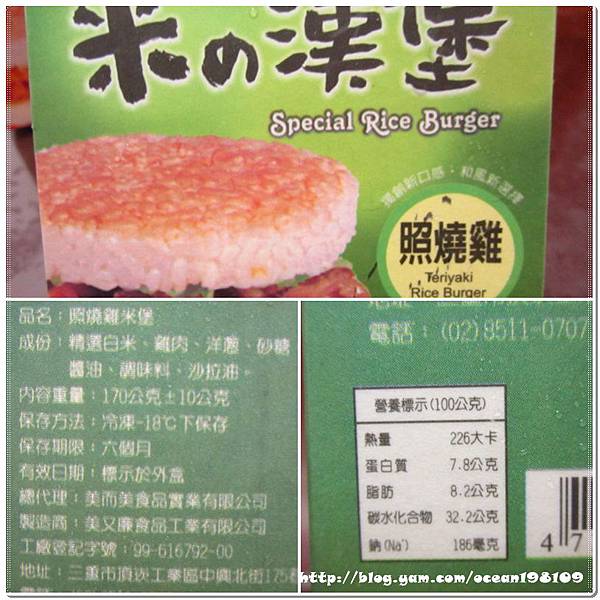 米の漢堡
Special Rice Burger
獨創新口感；和風新選擇
照燒雞
Teriyaki
Rice Burger
品名：照燒雞米堡
成份：精選白米、雞肉、洋蔥、砂糖
醬油、調味料、沙拉油。
內容重量：170公克±10公克
保存方法：冷凍-18℃下保存
保存期限：六個月
有效日期：標示於外盒
總代理：美而美食品實業有限公司
製造商：美又廉食品工業有限公司
工廠登記字號：99-616792-00
地址：三重市頂崁工業區中興北街175
電話：(02)8511-0707
營養標示(100公克)
熱量 226大卡
蛋白質 7.8公克
脂肪 8.2公克
碳水化合物 32.2公克
鈉(Na⁺) 186毫克
4 7
http://blog.yam.com/ocean198109